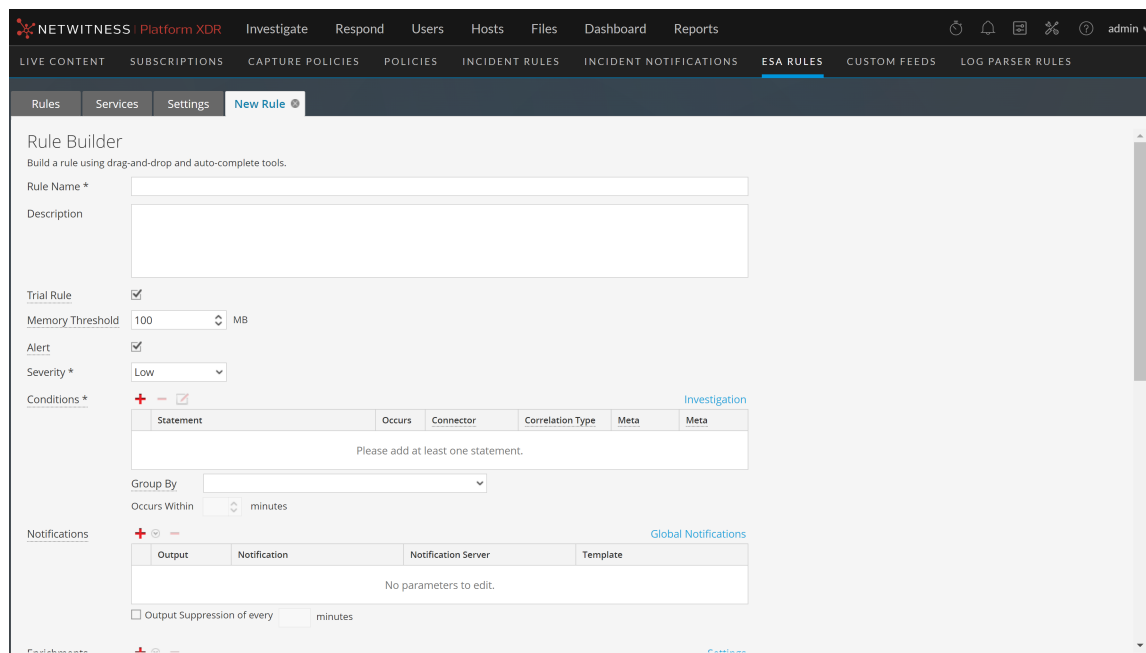 NETWITNESS Platform XDR Investigate Respond Users Hosts Files Dashboard Reports admin
LIVE CONTENT SUBSCRIPTIONS CAPTURE POLICIES POLICIES INCIDENT RULES INCIDENT NOTIFICATIONS ESA RULES CUSTOM FEEDS LOG PARSER RULES
Rules Services Settings New Rule
Rule Builder
Build a rule using drag-and-drop and auto-complete tools.
Rule Name *
Description
Trial Rule
Memory Threshold 100 MB
Alert
Severity * Low
Conditions * Investigation
Statement Occurs Connector Correlation Type Meta Meta
Please add at least one statement.
Group By
Occurs Within minutes
Notifications Global Notifications
Output Notification Notification Server Template
No parameters to edit.
Output Suppression of every minutes
Enrichments Settings